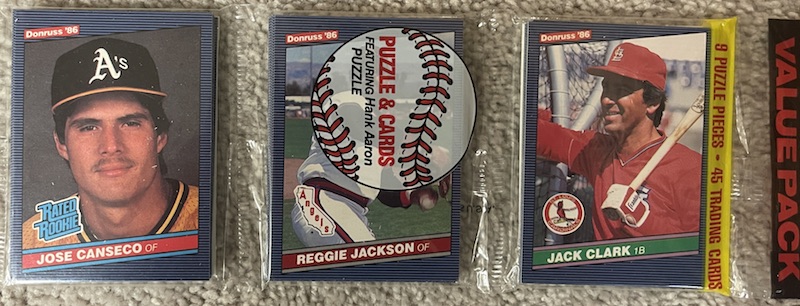 Donruss '86
A's
RATED
ROOKIE
JOSE CANSECO OF
Donruss '86
PUZZLE & CARDS
FEATURING Hank Aaron
PUZZLE
Angels
REGGIE JACKSON OF
Donruss '86
JACK CLARK 1B
9 PUZZLE PIECES • 45 TRADING CARDS
VALUE PACK